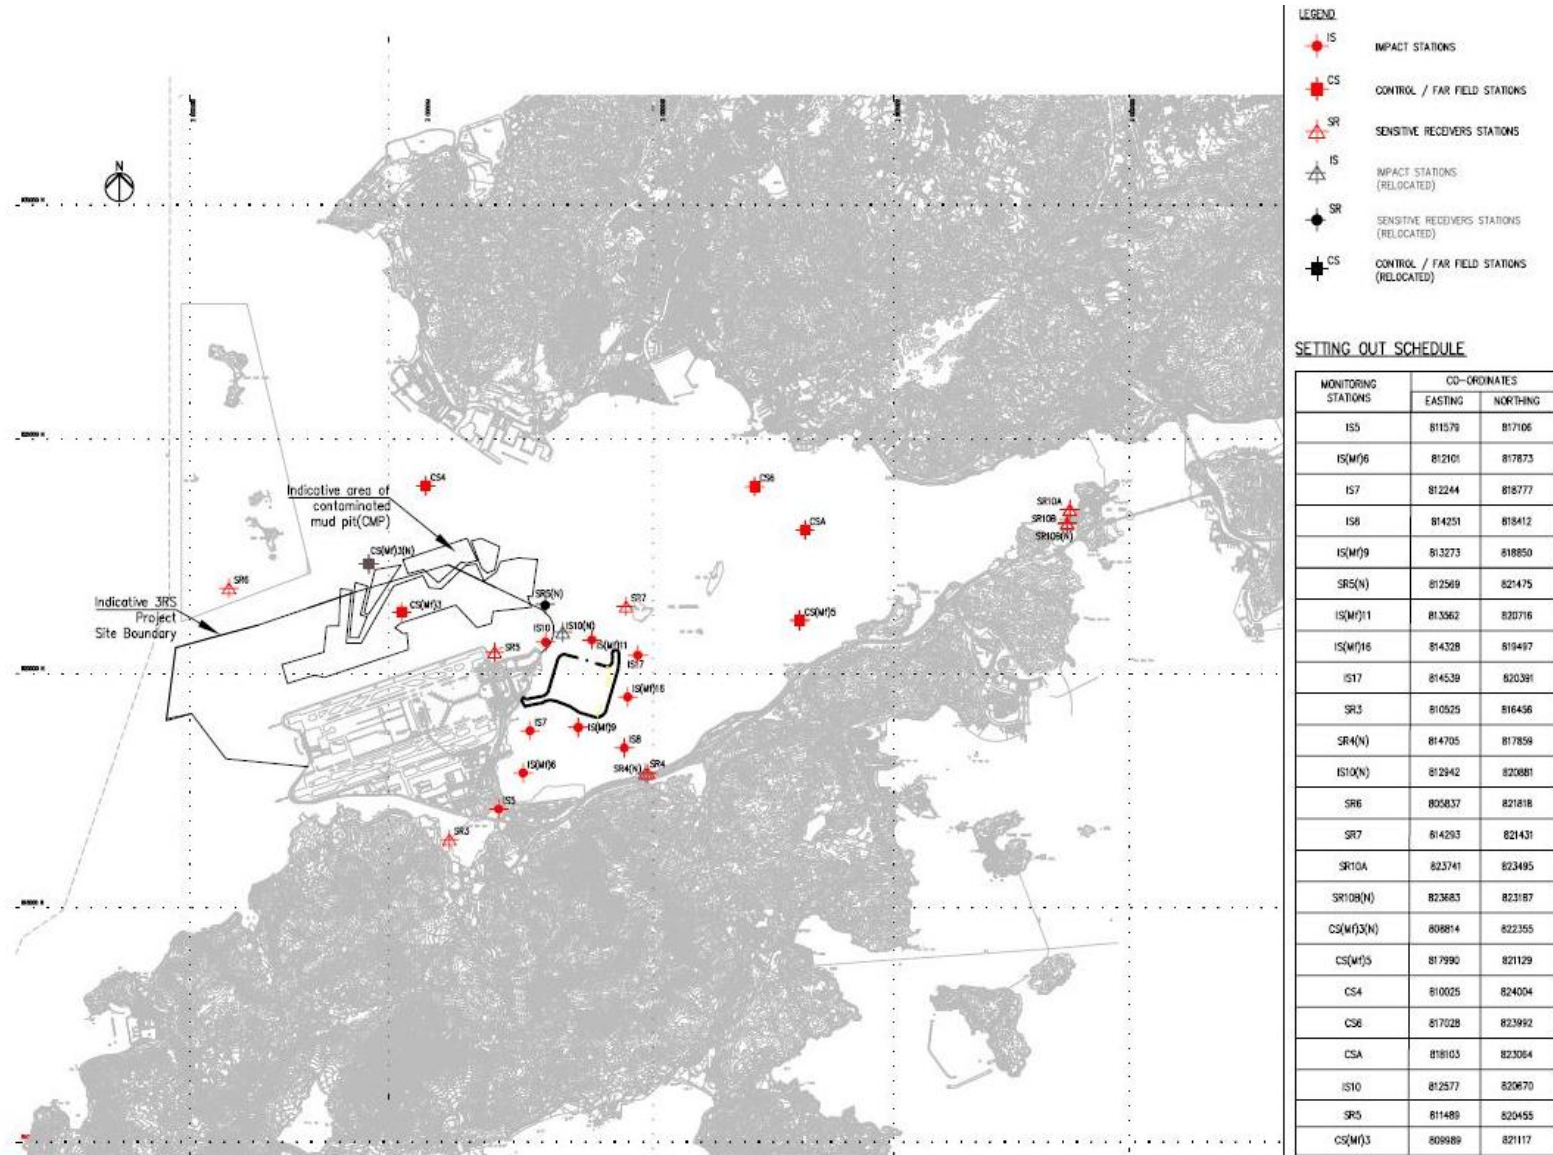 LEGEND
IS
IMPACT STATIONS
CS
CONTROL / FAR FIELD STATIONS
SR
SENSITIVE RECEIVERS STATIONS
IS
IMPACT STATIONS
(RELOCATED)
SR
SENSITIVE RECEIVERS STATIONS
(RELOCATED)
CS
CONTROL / FAR FIELD STATIONS
(RELOCATED)
N
CS4
CS6
CSA
SR10A
SR10B
SR10B(N)
Indicative area of
contaminated
mud pit(CMP)
CS(Mf)3(N)
SR6
CS(Mf)3
SR5(N)
SR7
CS(Mf)5
Indicative 3RS
Project
Site Boundary
IS10
IS10(N)
IS(Mf)11
SR5
IS17
IS(Mf)16
IS7
IS(Mf)9
IS8
IS(Mf)6
SR4(N)
SR4
IS5
SR3
SETTING OUT SCHEDULE
MONITORING STATIONS CO-ORDINATES
EASTING NORTHING
IS5 811579 817106
IS(Mf)6 812101 817873
IS7 812244 818777
IS8 814251 818412
IS(Mf)9 813273 818850
SR5(N) 812569 821475
IS(Mf)11 813562 820716
IS(Mf)16 814328 819497
IS17 814539 820391
SR3 810525 816456
SR4(N) 814705 817859
IS10(N) 812942 820881
SR6 805837 821818
SR7 814293 821431
SR10A 823741 823495
SR10B(N) 823683 823187
CS(Mf)3(N) 808814 822355
CS(Mf)5 817990 821129
CS4 810025 824004
CS6 817028 823992
CSA 818103 823064
IS10 812577 820670
SR5 811489 820455
CS(Mf)3 809989 821117